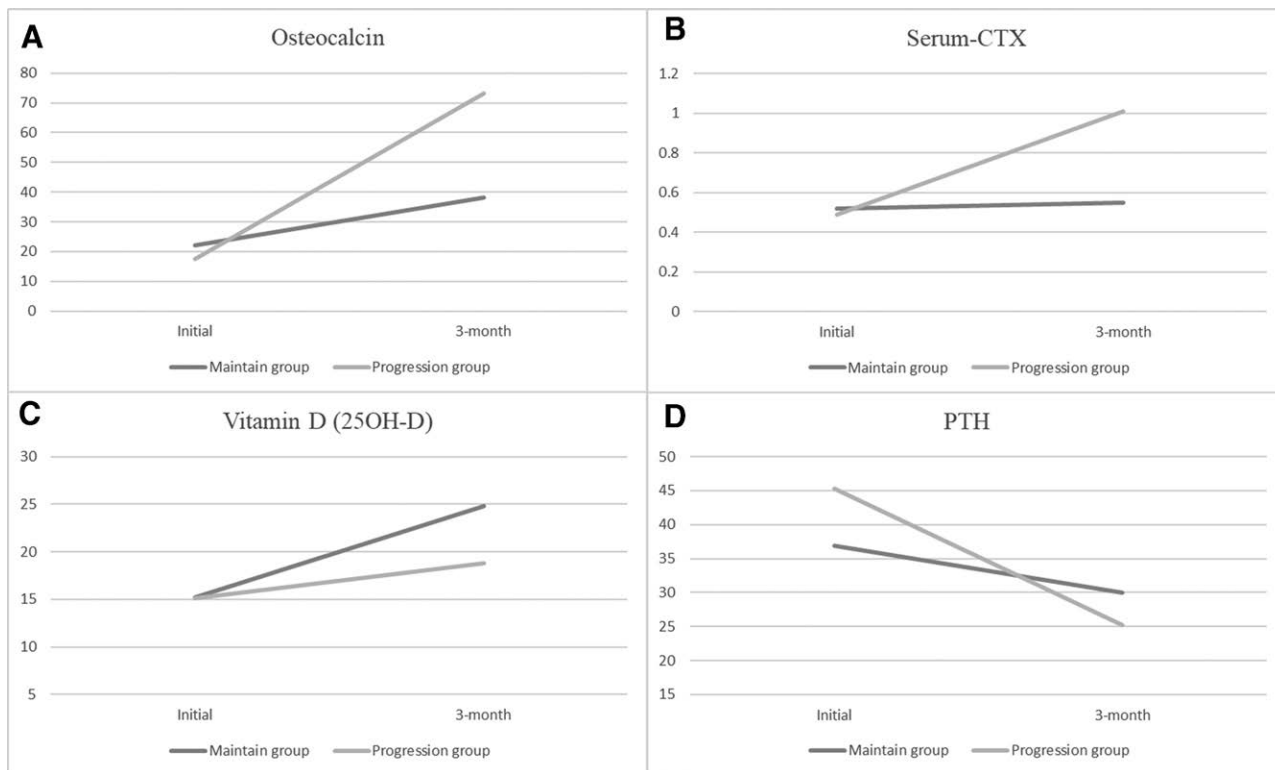 A
Osteocalcin
80
70
60
50
40
30
20
10
0
Initial
3-month
Maintain group
Progression group
B
Serum-CTX
1.2
1
0.8
0.6
0.4
0.2
0
Initial
3-month
Maintain group
Progression group
C
Vitamin D (25OH-D)
30
25
20
15
10
5
Initial
3-month
Maintain group
Progression group
D
PTH
50
45
40
35
30
25
20
15
Initial
3-month
Maintain group
Progression group